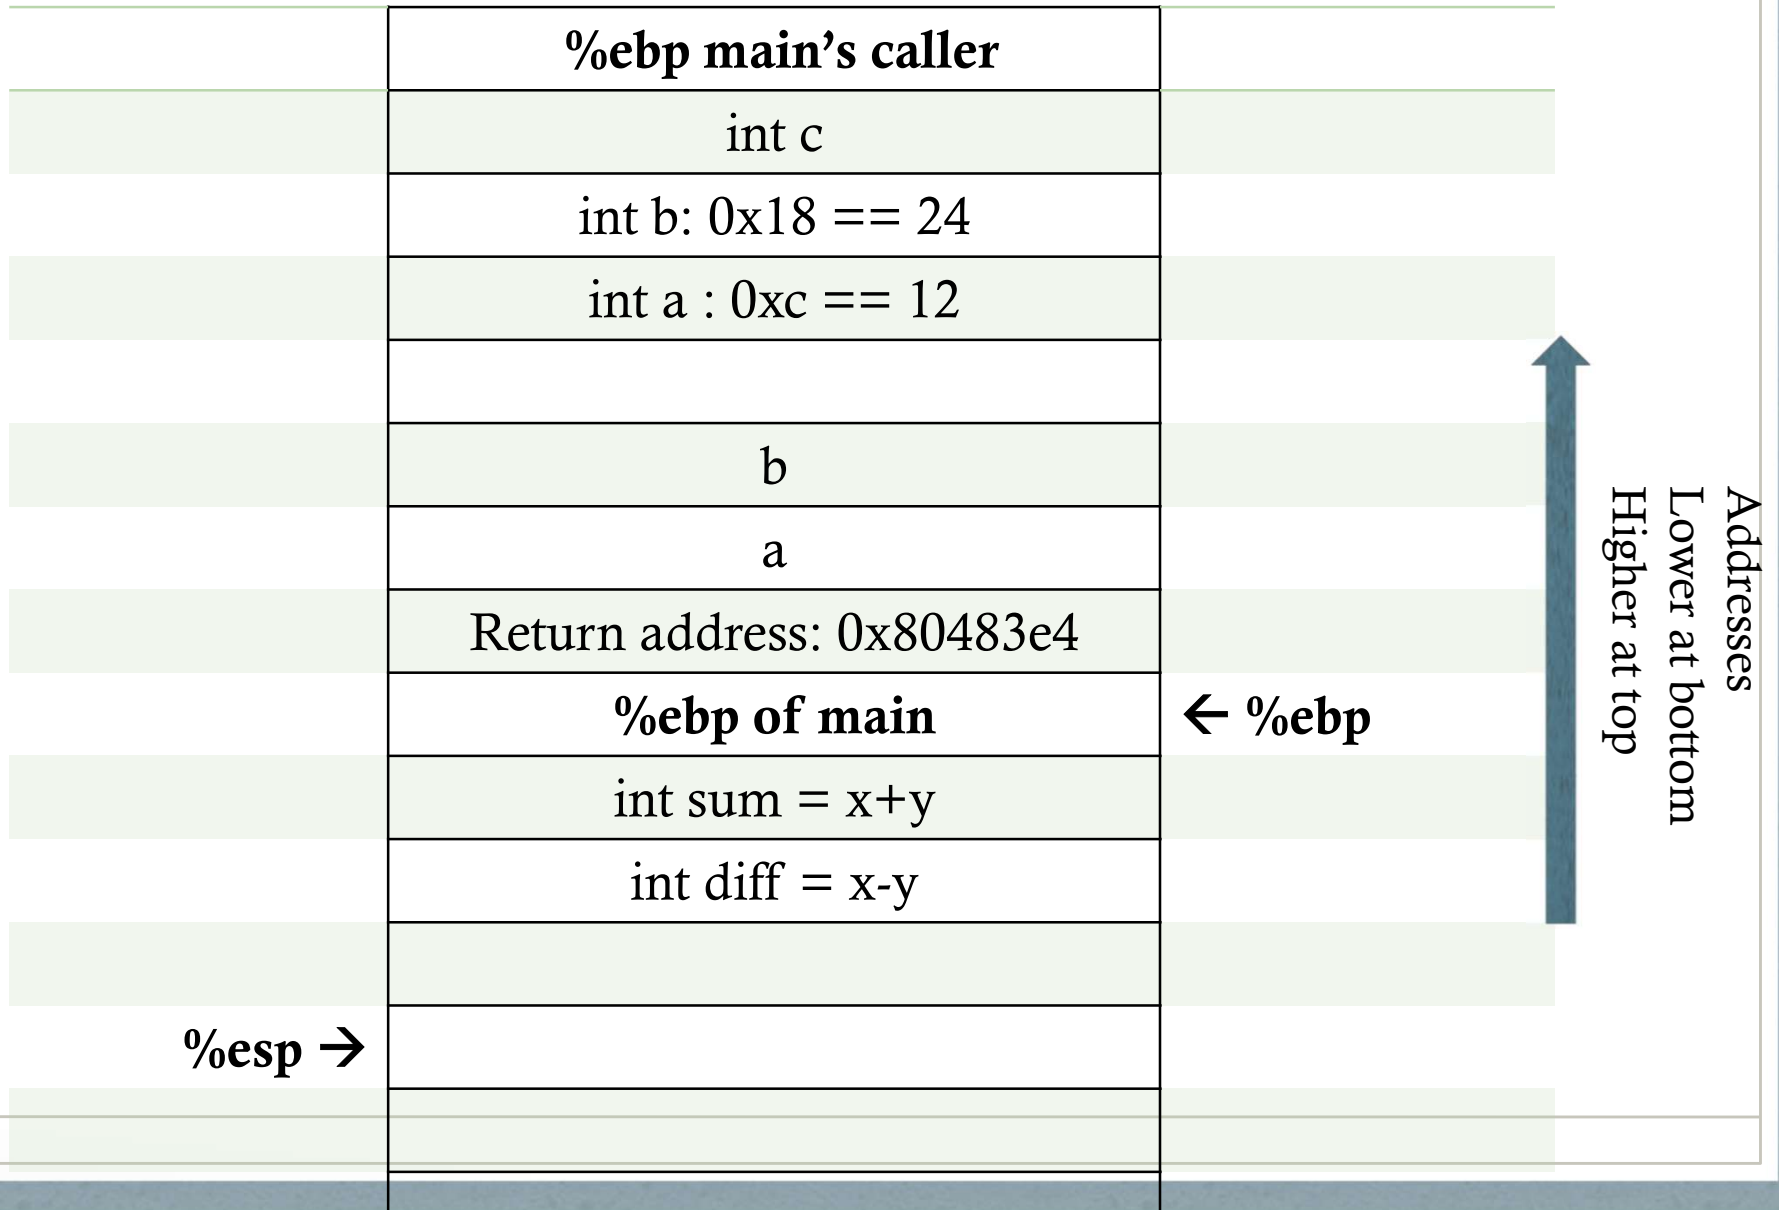 %ebp main’s caller
int c
int b: 0x18 == 24
int a : 0xc == 12
b
a
Return address: 0x80483e4
%ebp of main
← %ebp
int sum = x+y
int diff = x-y
%esp →
Addresses
Lower at bottom
Higher at top